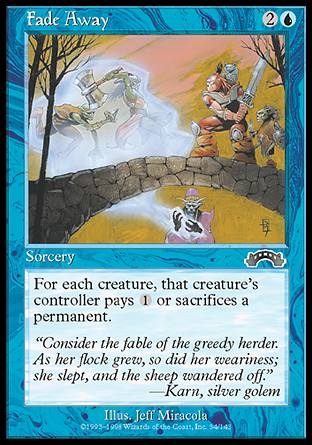 Fade Away 2
Sorcery
For each creature, that creature's
controller pays 1 or sacrifices a
permanent.
"Consider the fable of the greedy herder.
As her flock grew, so did her weariness;
she slept, and the sheep wandered off."
—Karn, silver golem
Illus. Jeff Miracola
©1993-1998 Wizards of the Coast, Inc. 34/143